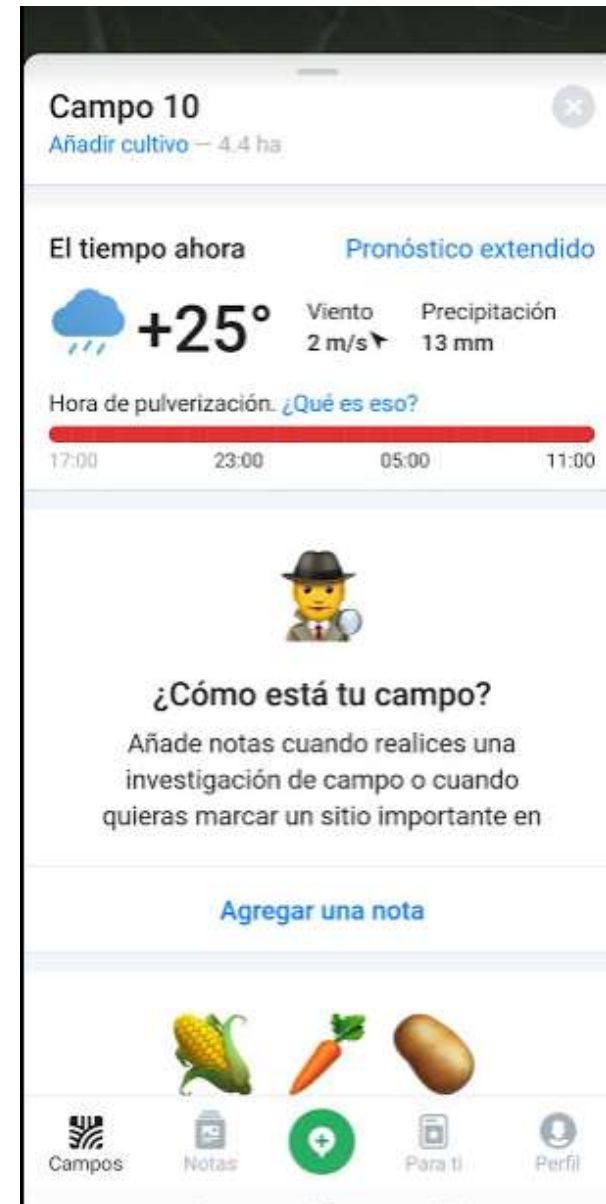 Campo 10
Añadir cultivo — 4.4 ha
El tiempo ahora
Pronóstico extendido
+25°
Viento
Precipitación
2 m/s
13 mm
Hora de pulverización. ¿Qué es eso?
17:00 23:00 05:00 11:00
¿Cómo está tu campo?
Añade notas cuando realices una
investigación de campo o cuando
quieras marcar un sitio importante en
Agregar una nota
Campos Notas Para ti Perfil